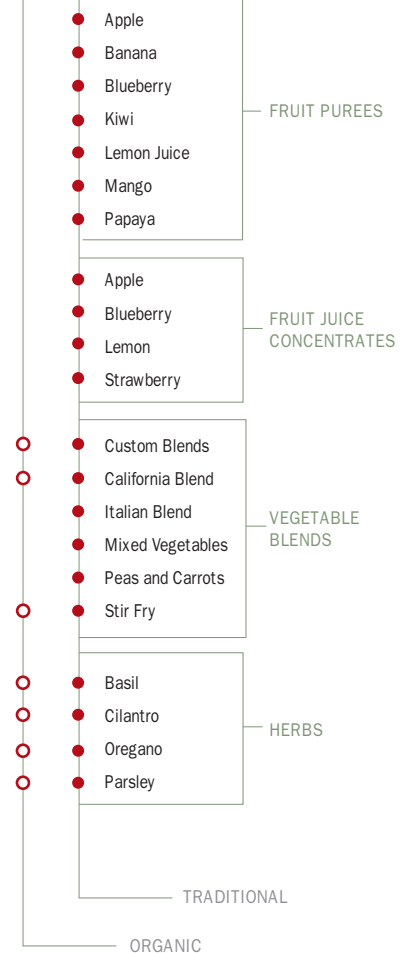 Apple
Banana
Blueberry
Kiwi
Lemon Juice
Mango
Papaya
FRUIT PUREES
Apple
Blueberry
Lemon
Strawberry
FRUIT JUICE
CONCENTRATES
Custom Blends
California Blend
Italian Blend
Mixed Vegetables
Peas and Carrots
Stir Fry
VEGETABLE
BLENDS
Basil
Cilantro
Oregano
Parsley
HERBS
TRADITIONAL
ORGANIC